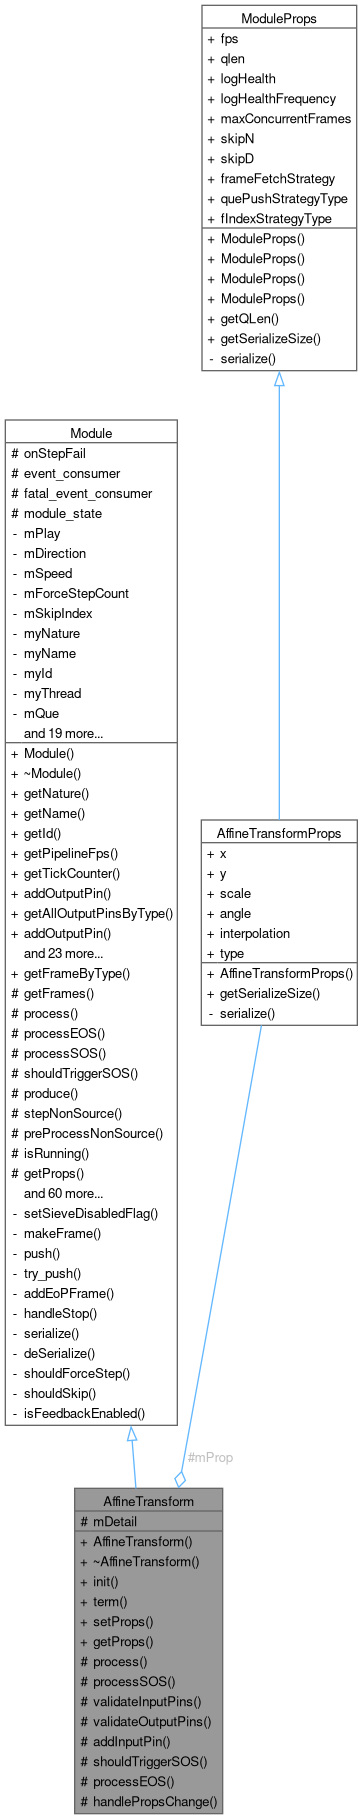 ModuleProps
+ fps
+ qlen
+ logHealth
+ logHealthFrequency
+ maxConcurrentFrames
+ skipN
+ skipD
+ frameFetchStrategy
+ quePushStrategyType
+ fIndexStrategyType
+ ModuleProps()
+ ModuleProps()
+ ModuleProps()
+ ModuleProps()
+ getQLen()
+ getSerializeSize()
- serialize()
Module
# onStepFail
# event_consumer
# fatal_event_consumer
# module_state
- mPlay
- mDirection
- mSpeed
- mForceStepCount
- mSkipIndex
- myNature
- myName
- myId
- myThread
- mQue
and 19 more...
+ Module()
+ ~Module()
+ getNature()
+ getName()
+ getId()
+ getPipelineFps()
+ getTickCounter()
+ addOutputPin()
+ getAllOutputPinsByType()
+ addOutputPin()
and 23 more...
+ getFrameByType()
# getFrames()
# process()
# processEOS()
# processSOS()
# shouldTriggerSOS()
# produce()
# stepNonSource()
# preProcessNonSource()
# isRunning()
# getProps()
and 60 more...
- setSieveDisabledFlag()
- makeFrame()
- push()
- try_push()
- addEoPFrame()
- handleStop()
- serialize()
- deSerialize()
- shouldForceStep()
- shouldSkip()
- isFeedbackEnabled()
AffineTransformProps
+ x
+ y
+ scale
+ angle
+ interpolation
+ type
+ AffineTransformProps()
+ getSerializeSize()
- serialize()
#mProp
AffineTransform
# mDetail
+ AffineTransform()
+ ~AffineTransform()
+ init()
+ term()
+ setProps()
+ getProps()
# process()
# processSOS()
# validateInputPins()
# validateOutputPins()
# addInputPin()
# shouldTriggerSOS()
# processEOS()
# handlePropsChange()